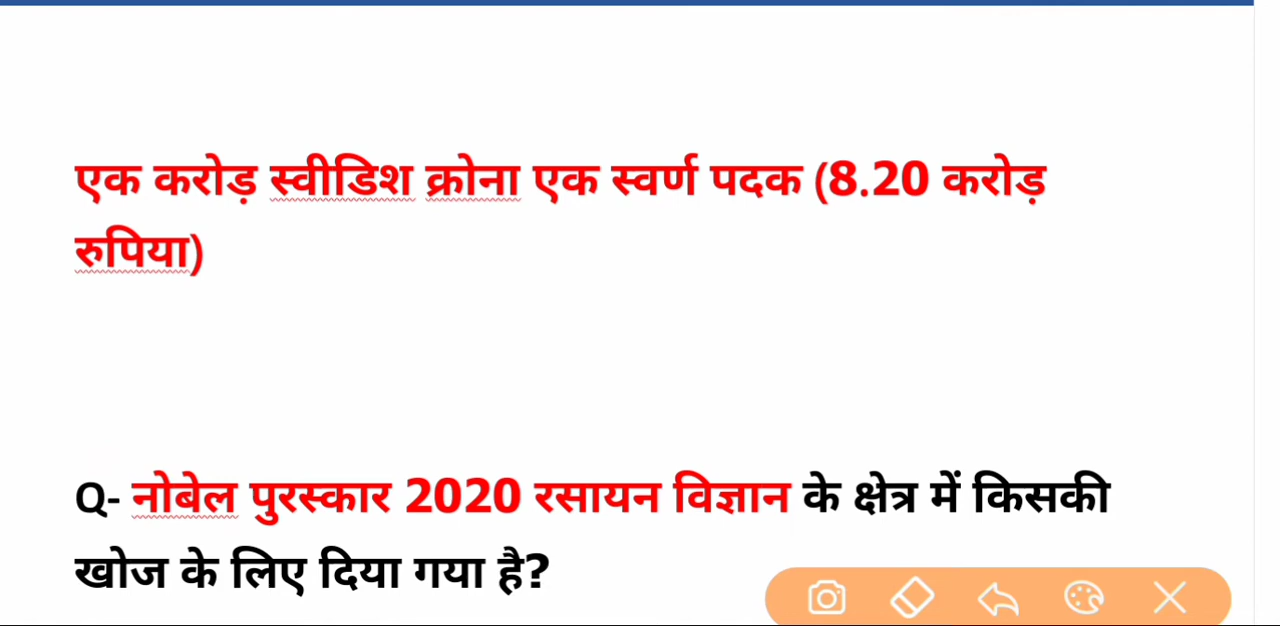 एक करोड़ स्वीडिश क्रोना एक स्वर्ण पदक (8.20 करोड़
रुपिया)
Q- नोबेल पुरस्कार 2020 रसायन विज्ञान के क्षेत्र में किसकी
खोज के लिए दिया गया है?